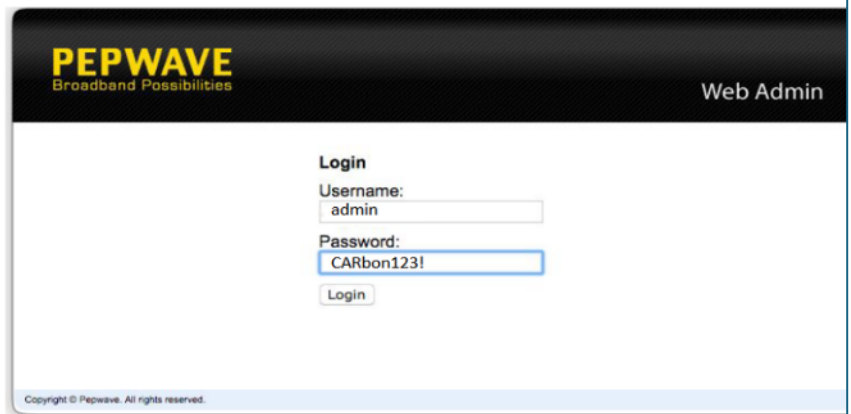 PEPWAVE
Broadband Possibilities
Web Admin
Login
Username:
admin
Password:
CARbon123!
Login
Copyright © Pepwave. All rights reserved.